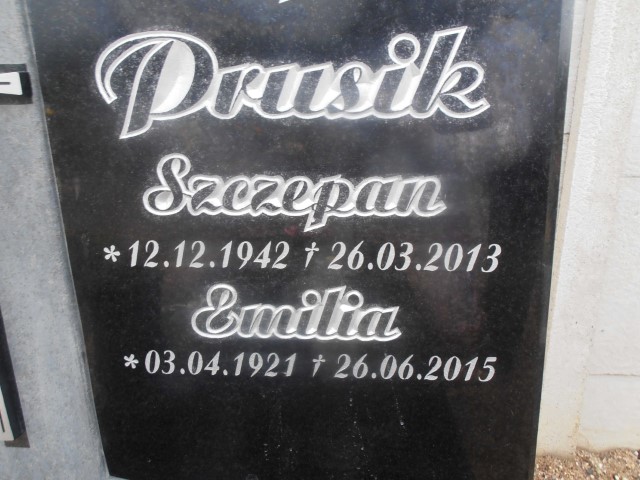 Prusik
Szczepan
*12.12.1942 † 26.03.2013
Emilia
*03.04.1921 † 26.06.2015